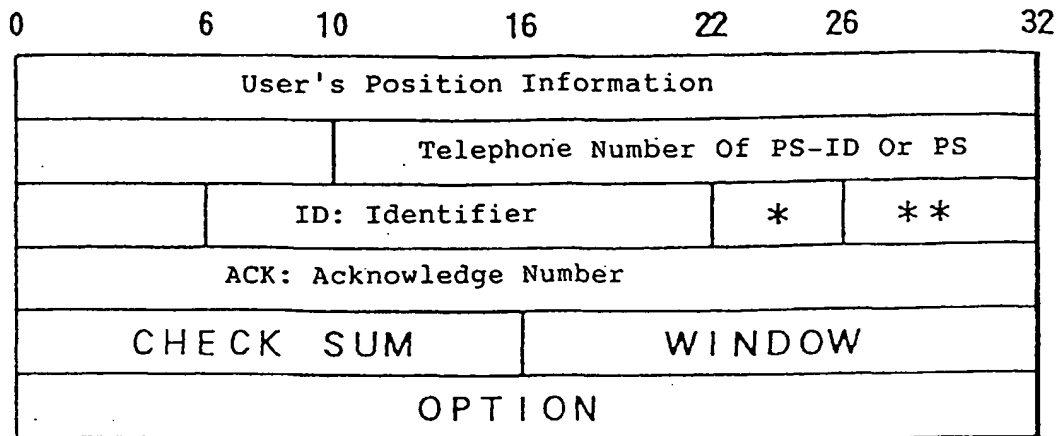 0 6 10 16 22 26 32
User's Position Information
Telephone Number Of PS-ID Or PS
ID: Identifier * **
ACK: Acknowledge Number
CHECK SUM WINDOW
OPTION